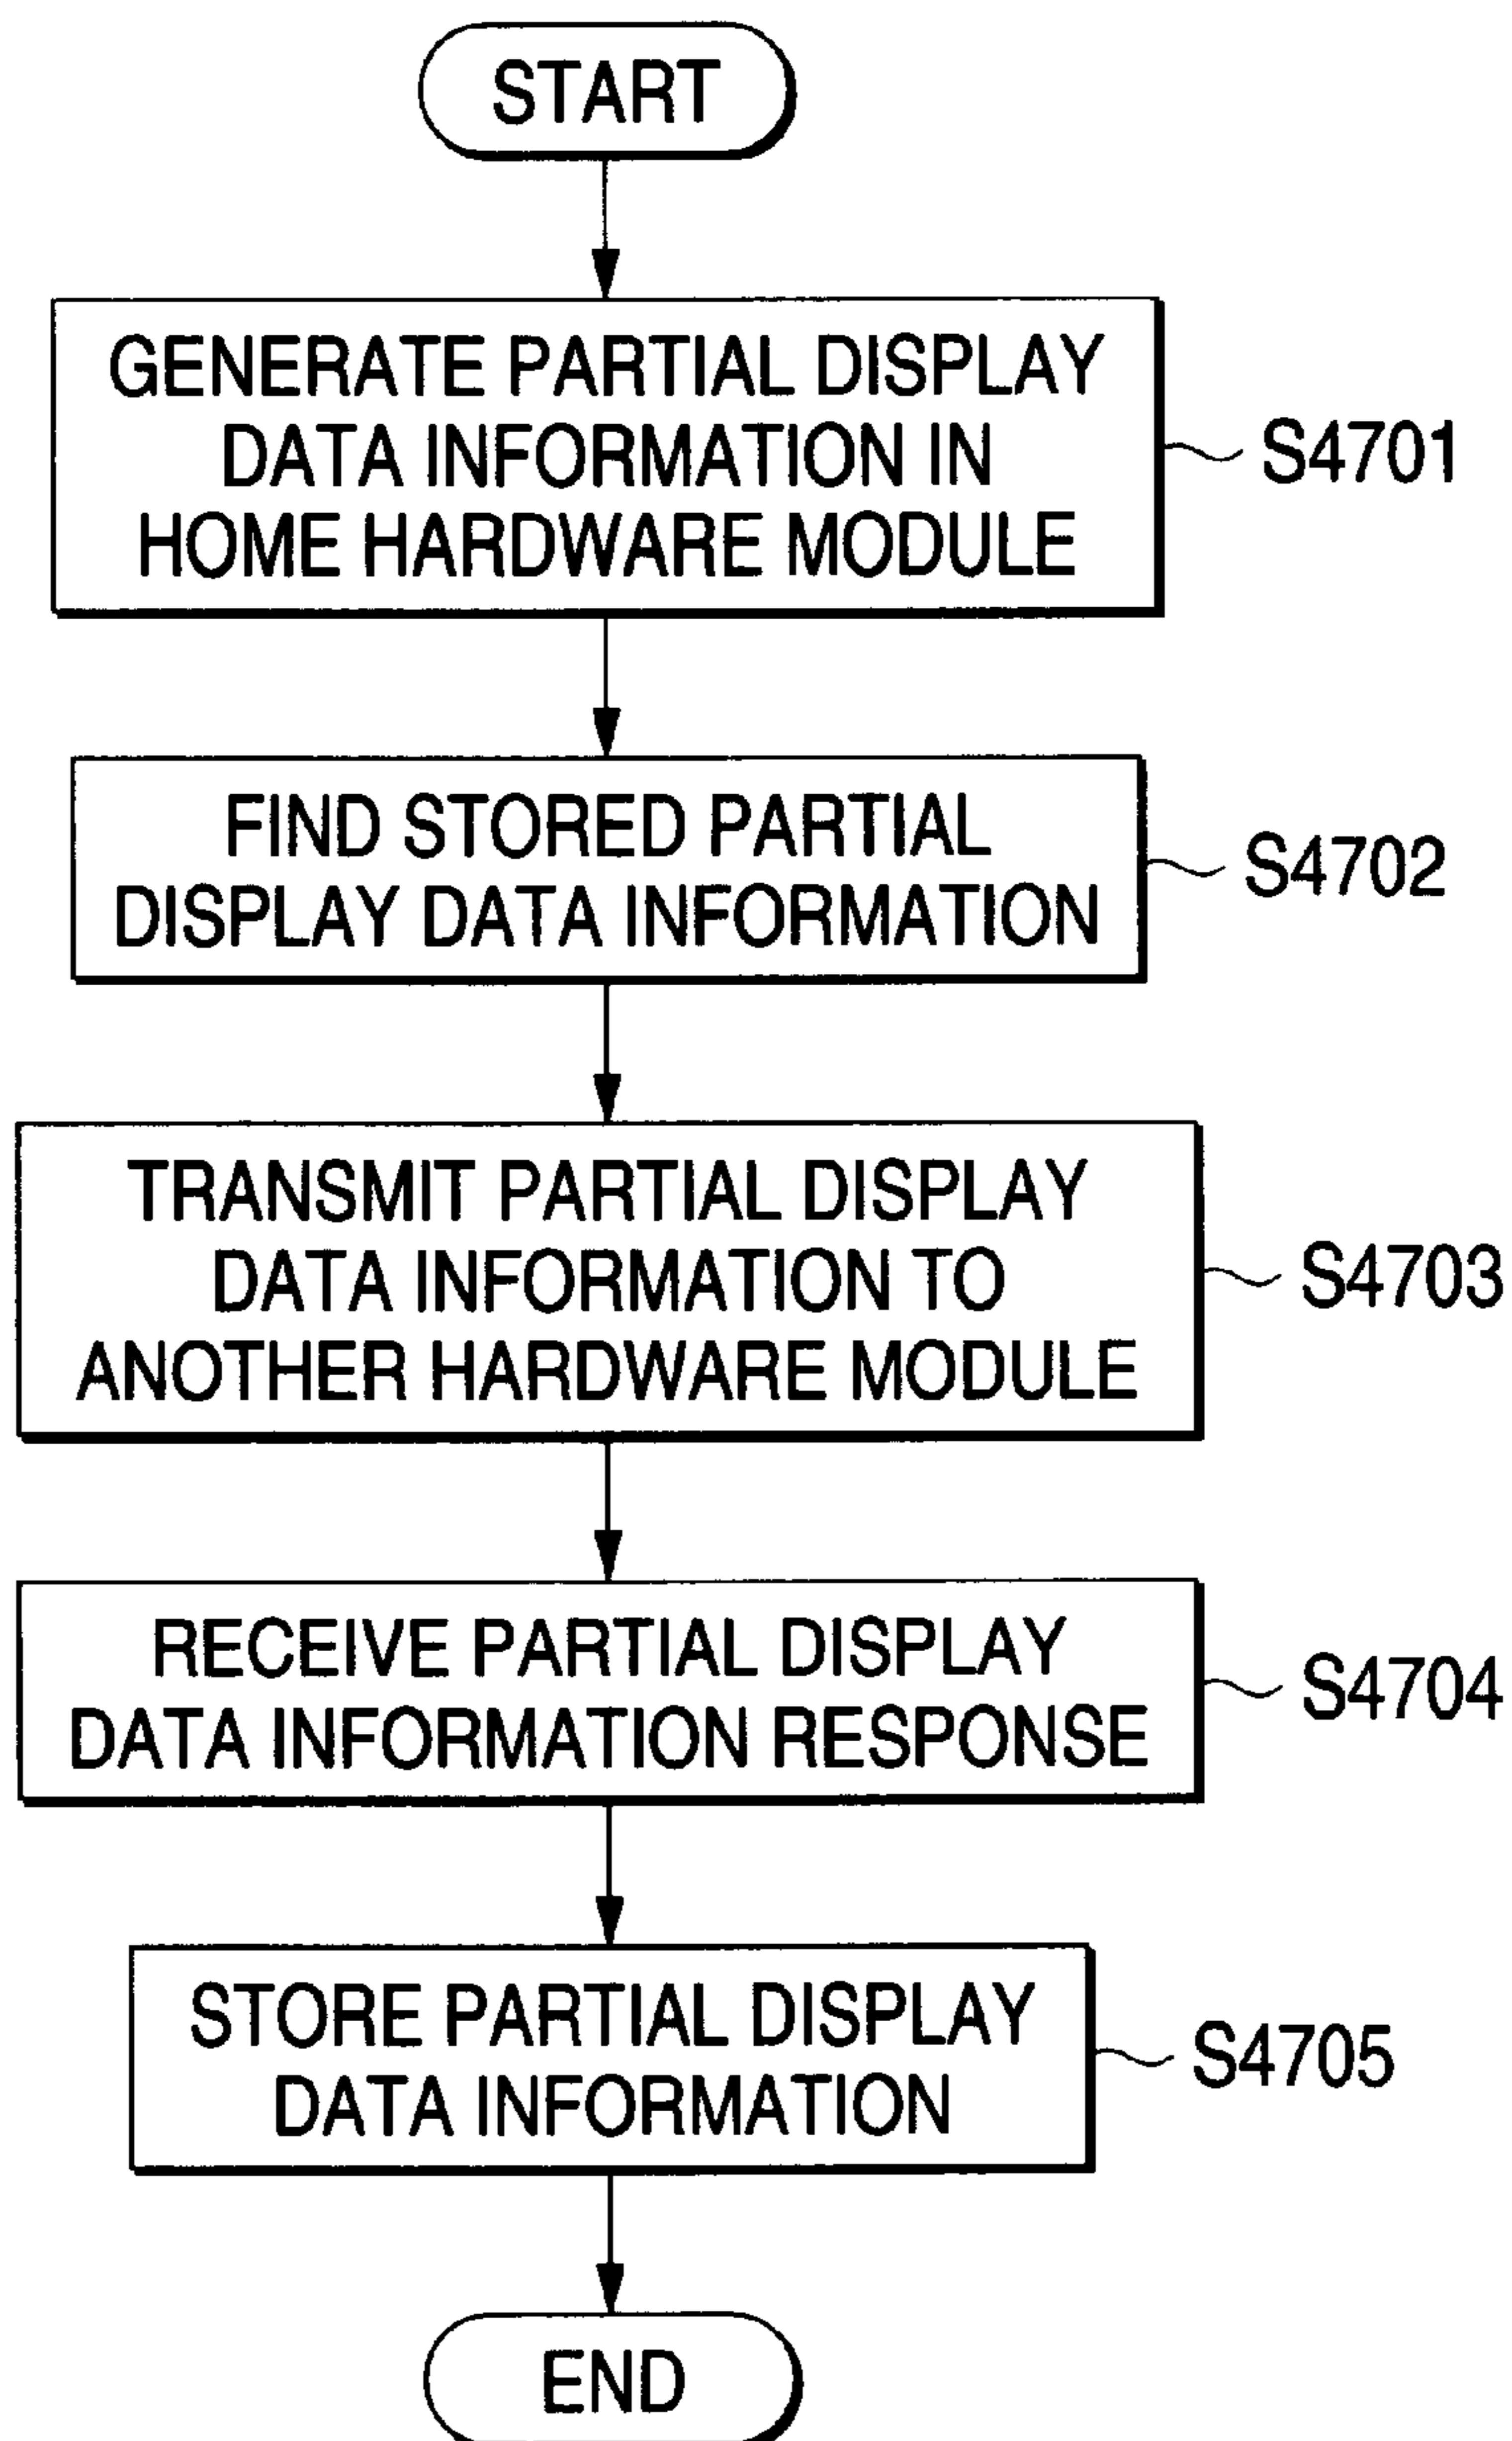 START
GENERATE PARTIAL DISPLAY
DATA INFORMATION IN
HOME HARDWARE MODULE
S4701
FIND STORED PARTIAL
DISPLAY DATA INFORMATION
S4702
TRANSMIT PARTIAL DISPLAY
DATA INFORMATION TO
ANOTHER HARDWARE MODULE
S4703
RECEIVE PARTIAL DISPLAY
DATA INFORMATION RESPONSE
S4704
STORE PARTIAL DISPLAY
DATA INFORMATION
S4705
END